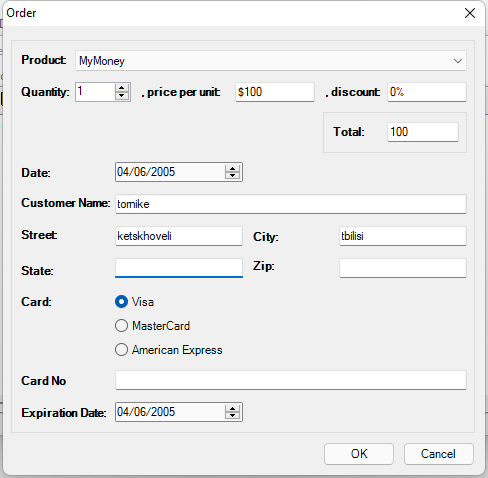 Order
Product: MyMoney
Quantity: 1 , price per unit: $100 , discount: 0%
Total: 100
Date: 04/06/2005
Customer Name: tornike
Street: ketskhoveli City: tbilisi
State: Zip:
Card: Visa
MasterCard
American Express
Card No
Expiration Date: 04/06/2005
OK Cancel